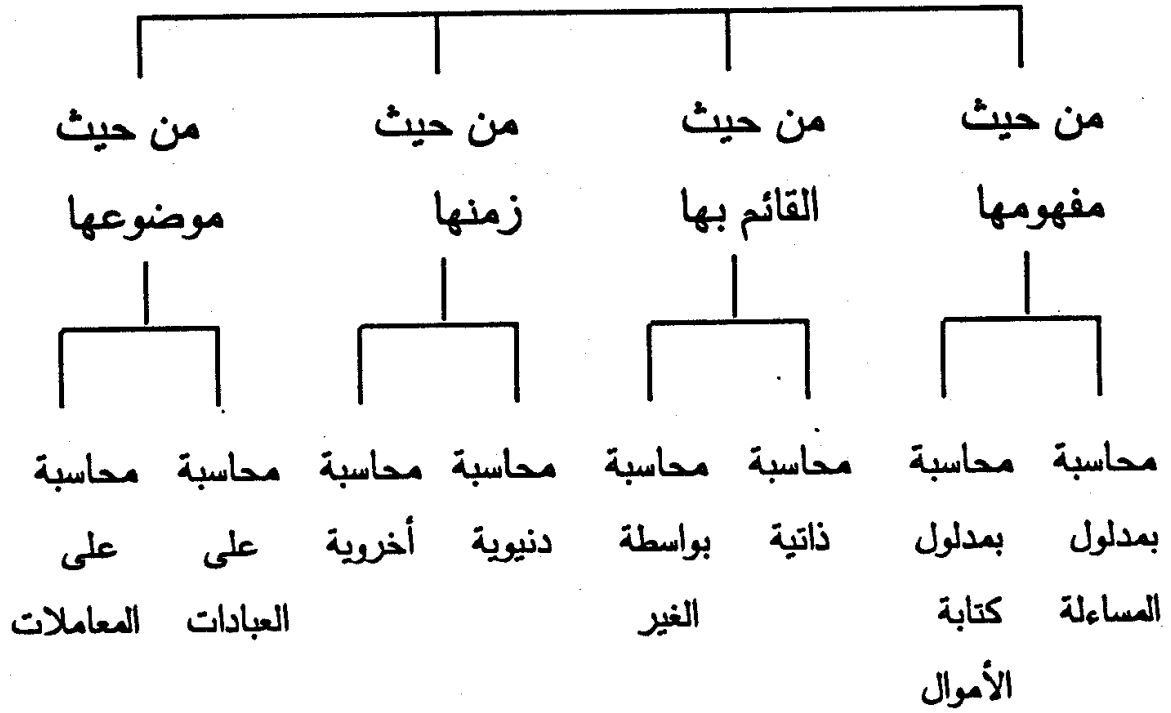 من حيث
مفهومها
من حيث
القائم بها
من حيث
زمنها
من حيث
موضوعها
محاسبة
بمدلول
المساءلة
محاسبة
بمدلول
كتابة
الأموال
محاسبة
ذاتية
محاسبة
بواسطة
الغير
محاسبة
دنيوية
محاسبة
أخروية
محاسبة
على
العبادات
محاسبة
على
المعاملات